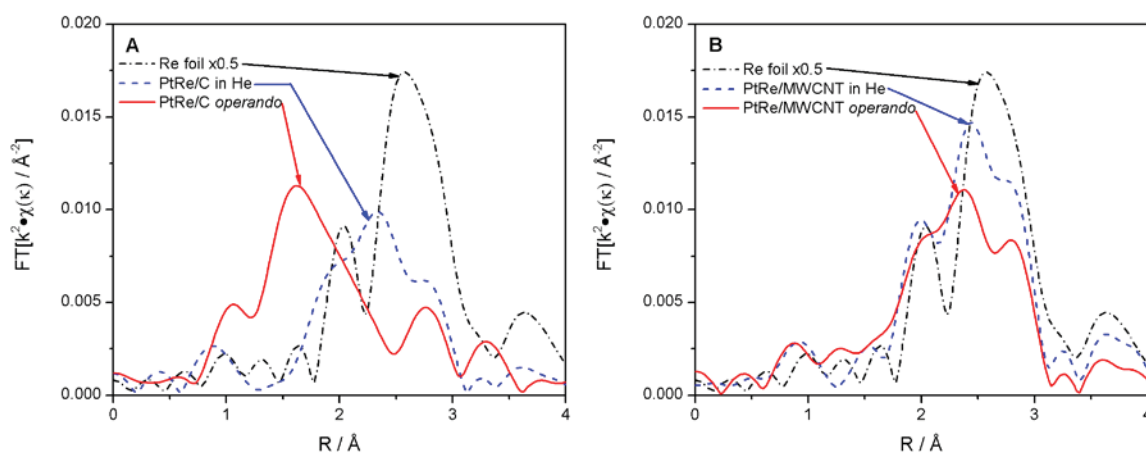 A
Re foil x0.5
PtRe/C in He
PtRe/C operando
FT[k²•χ(κ) / Å⁻²)
0.020
0.015
0.010
0.005
0.000
0
1
2
3
4
R / Å
B
Re foil x0.5
PtRe/MWCNT in He
PtRe/MWCNT operando
FT[k²•χ(κ) / Å⁻²)
0.020
0.015
0.010
0.005
0.000
0
1
2
3
4
R / Å